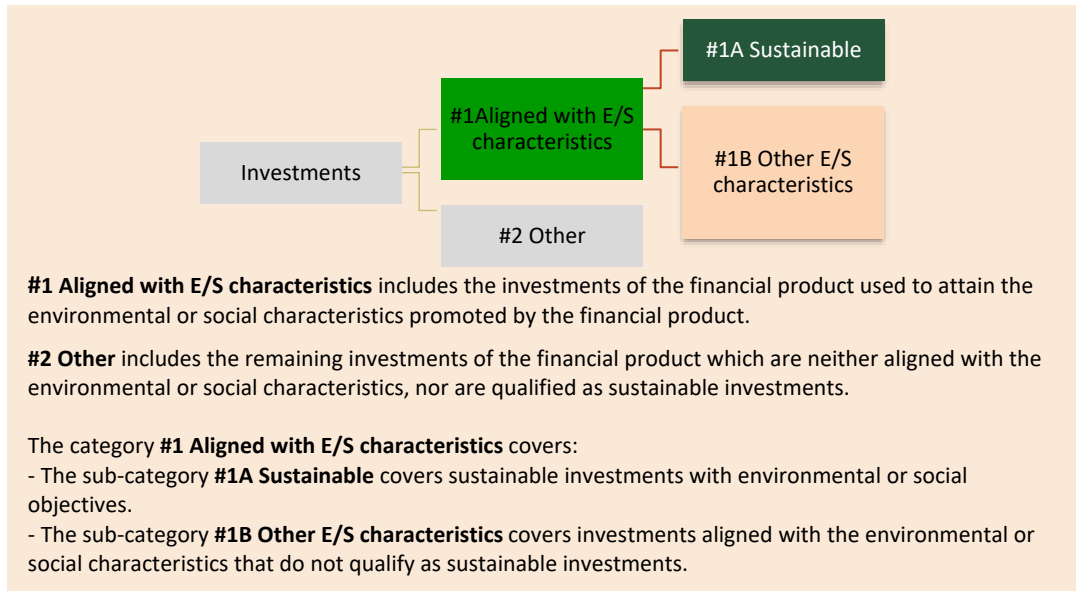 #1A Sustainable
#1Aligned with E/S
characteristics
Investments
#1B Other E/S
characteristics
#2 Other
#1 Aligned with E/S characteristics includes the investments of the financial product used to attain the
environmental or social characteristics promoted by the financial product.
#2 Other includes the remaining investments of the financial product which are neither aligned with the
environmental or social characteristics, nor are qualified as sustainable investments.
The category #1 Aligned with E/S characteristics covers:
- The sub-category #1A Sustainable covers sustainable investments with environmental or social
objectives.
- The sub-category #1B Other E/S characteristics covers investments aligned with the environmental or
social characteristics that do not qualify as sustainable investments.